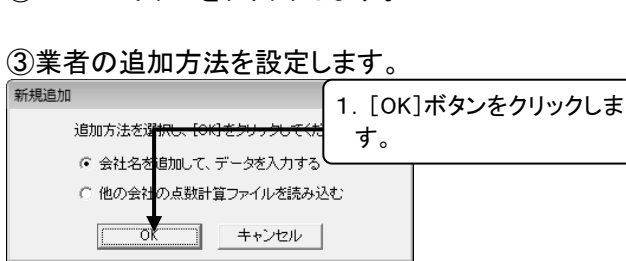 ③業者の追加方法を設定します。
新規追加
1. [OK]ボタンをクリックしま
す。
追加方法を選択し、[OK]をクリックしてくだ
会社名を追加して、データを入力する
他の会社の点数計算ファイルを読み込む
OK
キャンセル